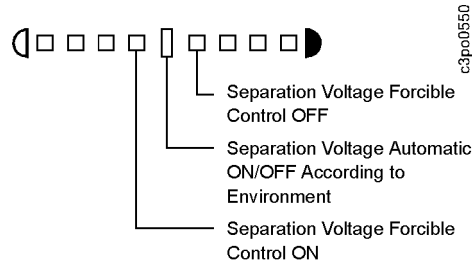 c3po0550
Separation Voltage Forcible
Control OFF
Separation Voltage Automatic
ON/OFF According to
Environment
Separation Voltage Forcible
Control ON